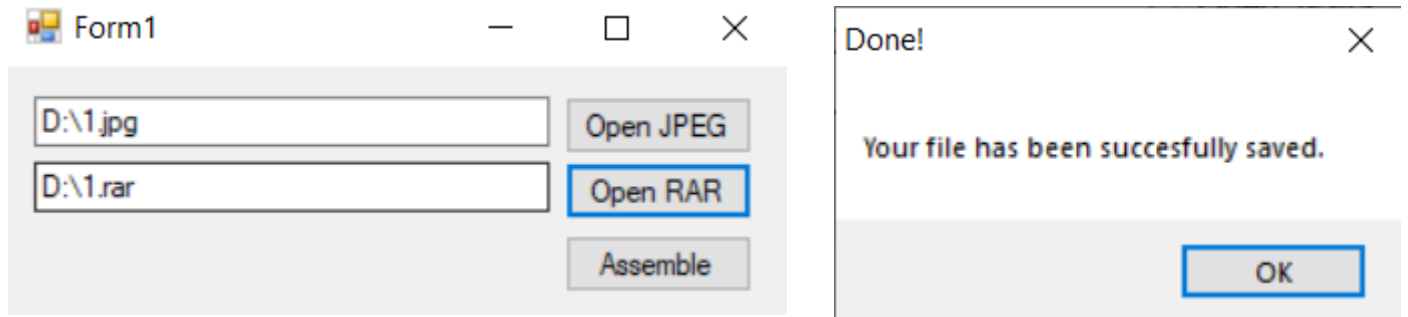 Form1
D:\1.jpg
Open JPEG
D:\1.rar
Open RAR
Assemble
Done!
Your file has been succesfully saved.
OK